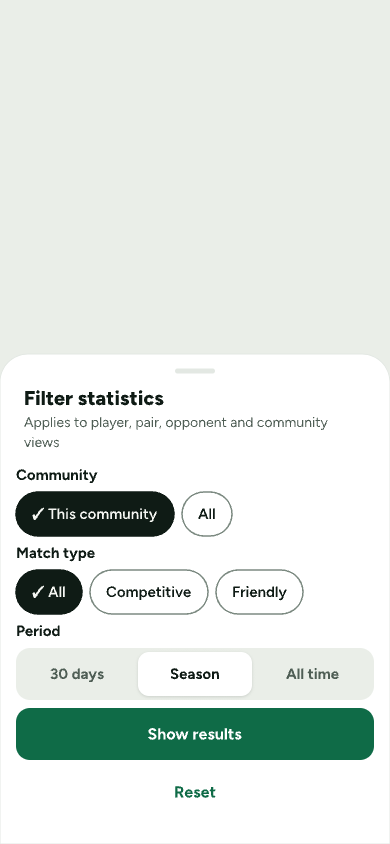 Filter statistics
Applies to player, pair, opponent and community
views
Community
✓ This community All
Match type
✓ All Competitive Friendly
Period
30 days Season All time
Show results
Reset